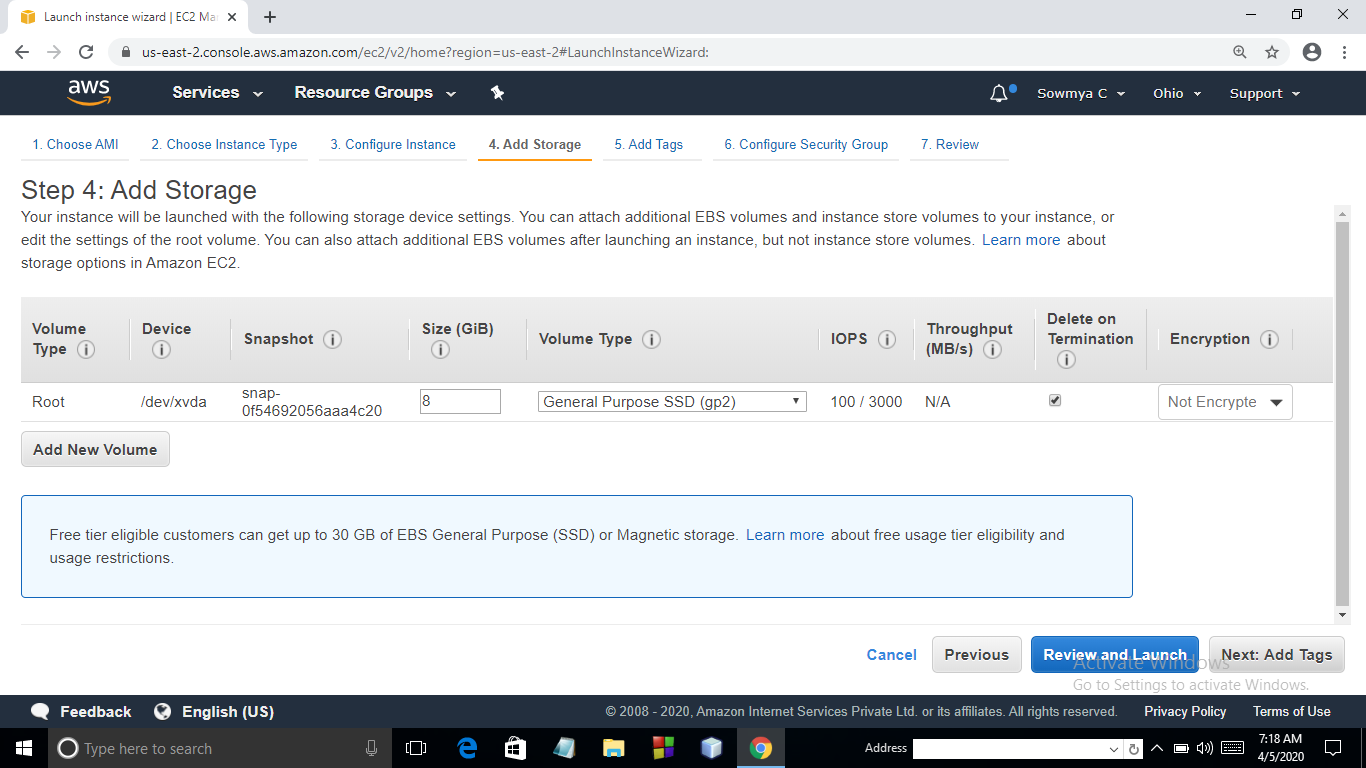 Launch instance wizard | EC2 Ma
us-east-2.console.aws.amazon.com/ec2/v2/home?region=us-east-2#LaunchInstanceWizard:
aws Services Resource Groups Sowmya C Ohio Support
1. Choose AMI 2. Choose Instance Type 3. Configure Instance 4. Add Storage 5. Add Tags 6. Configure Security Group 7. Review
Step 4: Add Storage
Your instance will be launched with the following storage device settings. You can attach additional EBS volumes and instance store volumes to your instance, or
edit the settings of the root volume. You can also attach additional EBS volumes after launching an instance, but not instance store volumes. Learn more about
storage options in Amazon EC2.
Volume Type i Device i Snapshot i Size (GiB) i Volume Type i IOPS i Throughput (MB/s) i Delete on Termination i Encryption i
Root /dev/xvda snap-0f54692056aaa4c20 8 General Purpose SSD (gp2) 100 / 3000 N/A Not Encrypte
Add New Volume
Free tier eligible customers can get up to 30 GB of EBS General Purpose (SSD) or Magnetic storage. Learn more about free usage tier eligibility and
usage restrictions.
Cancel Previous Review and Launch Next: Add Tags
Activate Windows
Go to Settings to activate Windows.
Feedback English (US) © 2008 - 2020, Amazon Internet Services Private Ltd. or its affiliates. All rights reserved. Privacy Policy Terms of Use
Type here to search Address 7:18 AM
4/5/2020